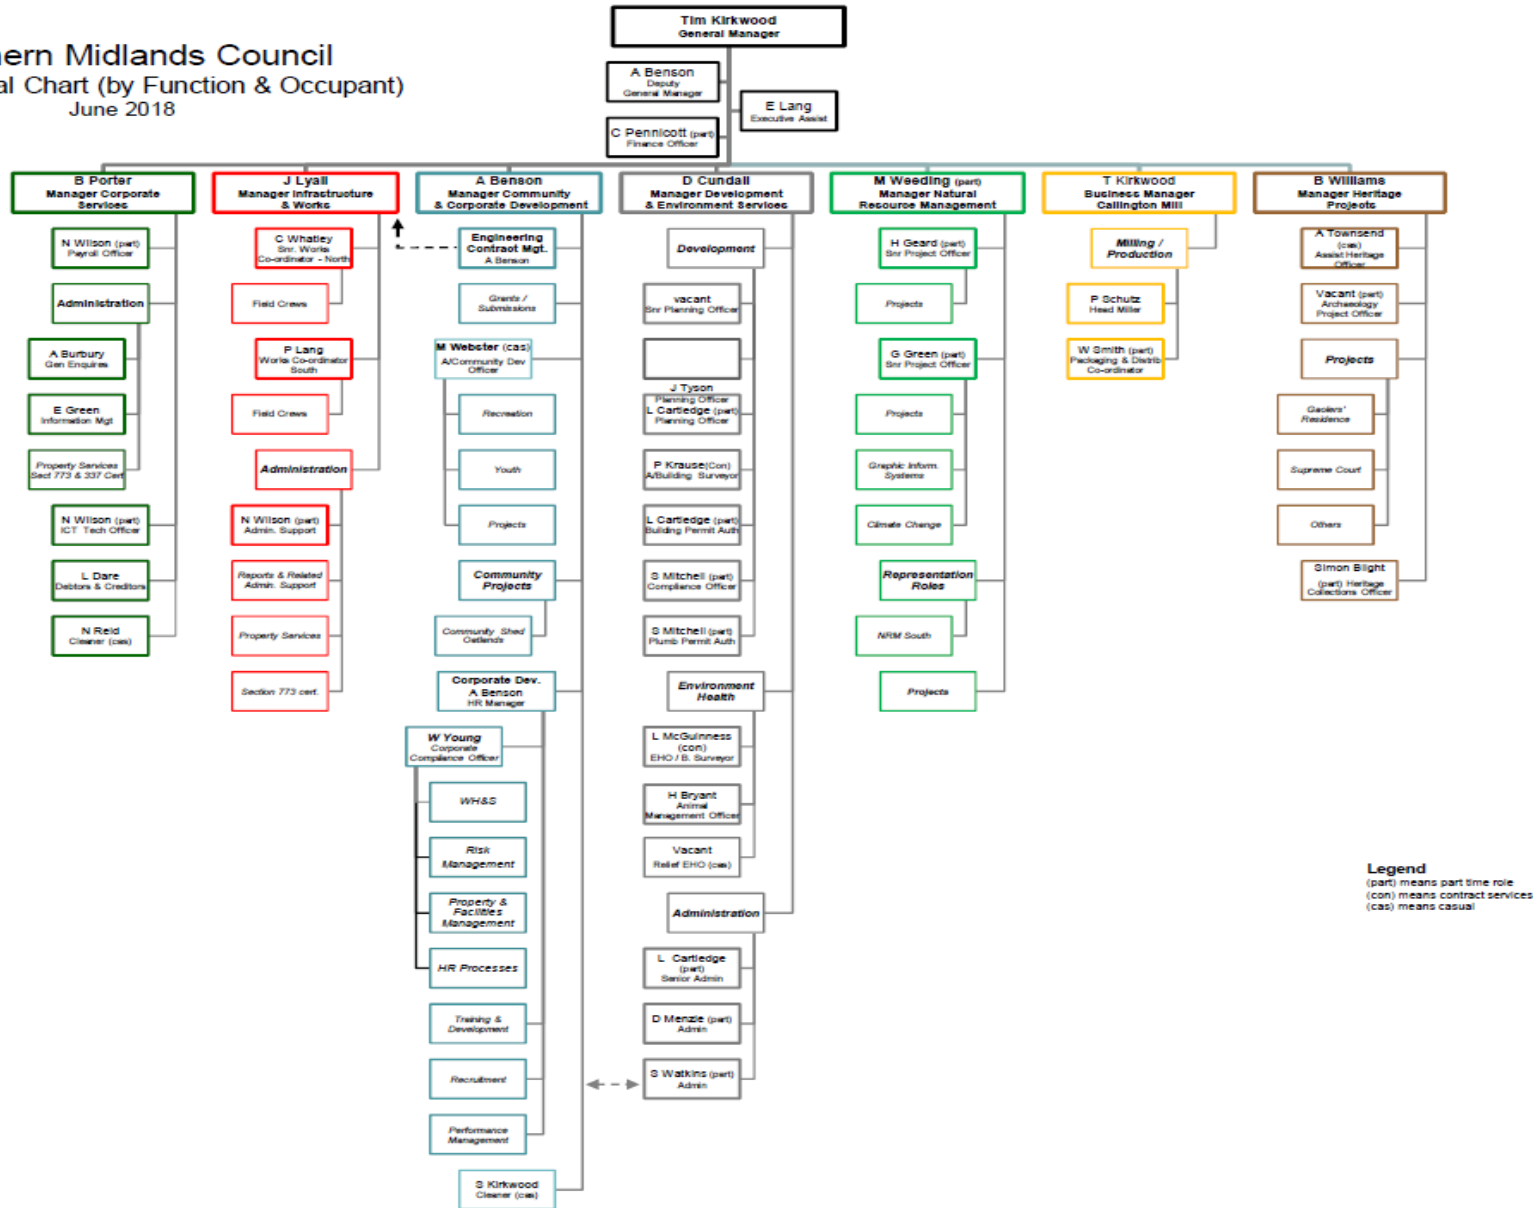 Tim Kirkwood
General Manager
ern Midlands Council
al Chart (by Function & Occupant)
June 2018
A Benson
Deputy
General Manager
E Lang
Executive Assist
C Pennicott (part)
Finance Officer
B Porter
Manager Corporate
Services
N Wilson (part)
Payroll Officer
Administration
A Burbury
Gen Enquires
E Green
Information Mgt
Property Services
Sect 773 & 337 Cert
N Wilson (part)
ICT Tech Officer
L Dare
Debtors & Creditors
N Reid
Cleaner (cas)
J Lyall
Manager Infrastructure
& Works
C Whatley
Snr. Works
Co-ordinator - North
Field Crews
P Lang
Works Co-ordinator
South
Field Crews
Administration
N Wilson (part)
Admin. Support
Reports & Related
Admin. Support
Property Services
Section 773 cert.
A Benson
Manager Community
& Corporate Development
Engineering
Contract Mgt.
A Benson
Grants /
Submissions
M Webster (cas)
A/Community Dev
Officer
Recreation
Youth
Projects
Community
Projects
Community Shed
Oatlands
Corporate Dev.
A Benson
HR Manager
W Young
Corporate
Compliance Officer
WH&S
Risk
Management
Property &
Facilities
Management
HR Processes
Training &
Development
Recruitment
Performance
Management
S Kirkwood
Cleaner (cas)
D Cundall
Manager Development
& Environment Services
Development
vacant
Snr Planning Officer
J Tyson
Planning Officer
L Cartledge (part)
Planning Officer
P Krause(Con)
A/Building Surveyor
L Cartledge (part)
Building Permit Auth
S Mitchell (part)
Compliance Officer
S Mitchell (part)
Plumb Permit Auth
Environment
Health
L McGuinness
(con)
EHO / B. Surveyor
H Bryant
Animal
Management Officer
Vacant
Relief EHO (cas)
Administration
L Cartledge
(part)
Senior Admin
D Menzie (part)
Admin
S Watkins (part)
Admin
M Weeding (part)
Manager Natural
Resource Management
H Geard (part)
Snr Project Officer
Projects
G Green (part)
Snr Project Officer
Projects
Graphic Inform.
Systems
Climate Change
Representation
Roles
NRM South
Projects
T Kirkwood
Business Manager
Callington Mill
Milling /
Production
P Schutz
Head Miller
W Smith (part)
Packaging & Distrib
Co-ordinator
B Williams
Manager Heritage
Projects
A Townsend
(cas)
Assist Heritage
Officer
Vacant (part)
Archaeology
Project Officer
Projects
Gaolers'
Residence
Supreme Court
Others
Simon Blight
(part) Heritage
Collections Officer
Legend
(part) means part time role
(con) means contract services
(cas) means casual